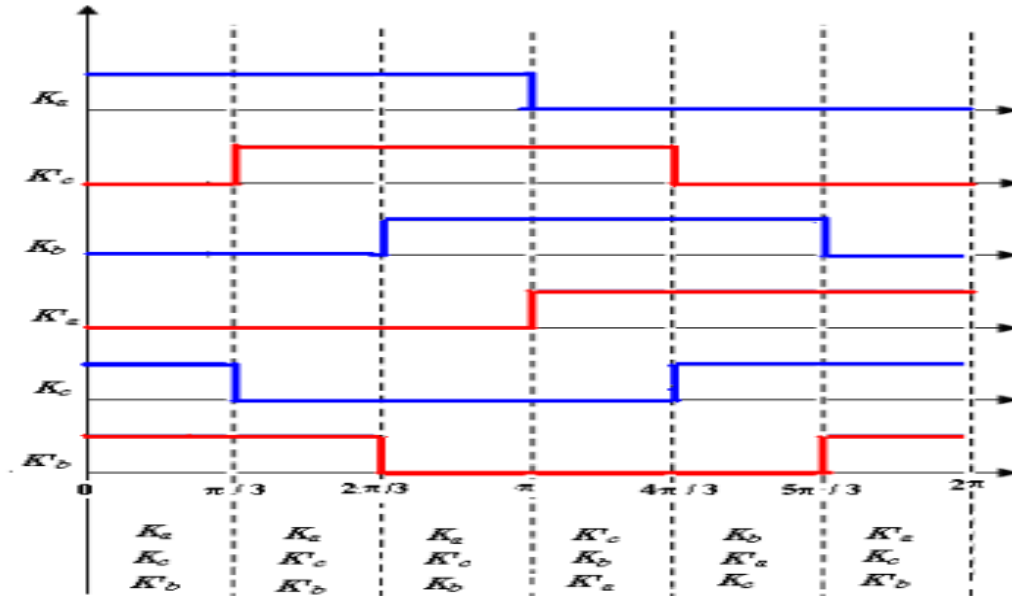 Ka
K'c
Kb
K'a
Kc
K'b
0 π/3 2π/3 π 4π/3 5π/3 2π
Ka Ka Ka K'c Kb K'a
Kc K'c K'c Kb K'a Kc
K'b K'b Kb K'a Kc K'b